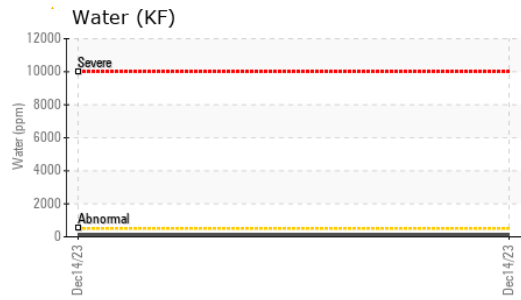 Water (KF)
12000
Severe
10000
8000
Water (ppm)
6000
4000
2000
Abnormal
0
Dec14/23
Dec14/23